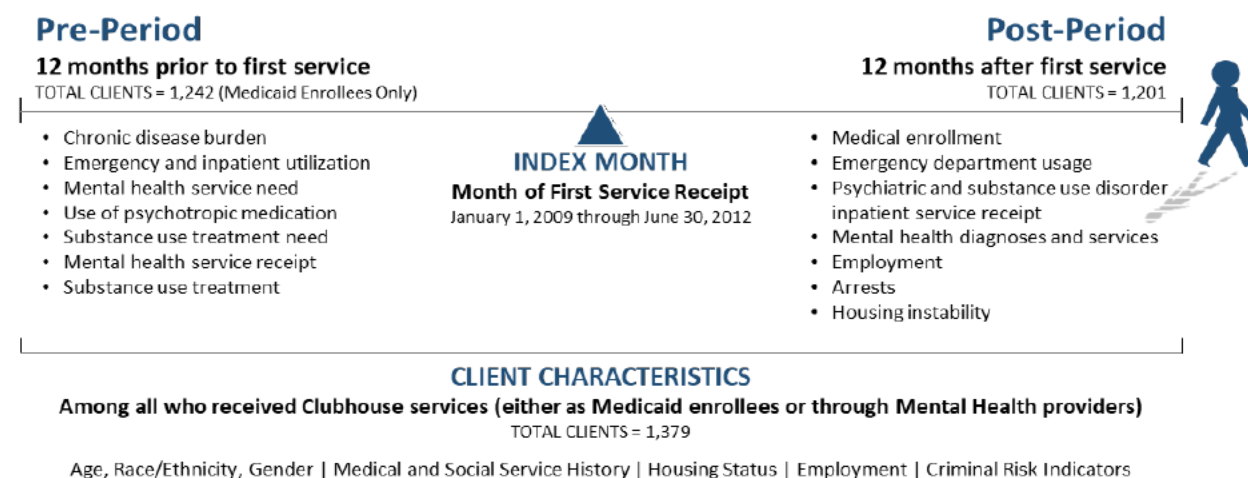 Pre-Period
12 months prior to first service
TOTAL CLIENTS = 1,242 (Medicaid Enrollees Only)
• Chronic disease burden
• Emergency and inpatient utilization
• Mental health service need
• Use of psychotropic medication
• Substance use treatment need
• Mental health service receipt
• Substance use treatment
INDEX MONTH
Month of First Service Receipt
January 1, 2009 through June 30, 2012
Post-Period
12 months after first service
TOTAL CLIENTS = 1,201
• Medical enrollment
• Emergency department usage
• Psychiatric and substance use disorder
inpatient service receipt
• Mental health diagnoses and services
• Employment
• Arrests
• Housing instability
CLIENT CHARACTERISTICS
Among all who received Clubhouse services (either as Medicaid enrollees or through Mental Health providers)
TOTAL CLIENTS = 1,379
Age, Race/Ethnicity, Gender | Medical and Social Service History | Housing Status | Employment | Criminal Risk Indicators